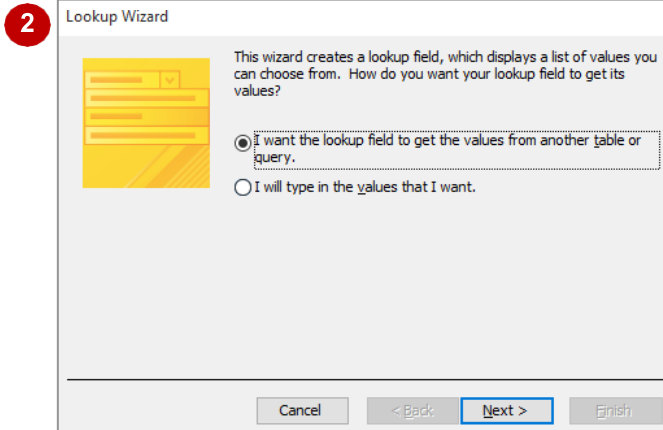 2
Lookup Wizard
This wizard creates a lookup field, which displays a list of values you
can choose from. How do you want your lookup field to get its
values?
I want the lookup field to get the values from another table or
query.
I will type in the values that I want.
Cancel
< Back
Next >
Finish